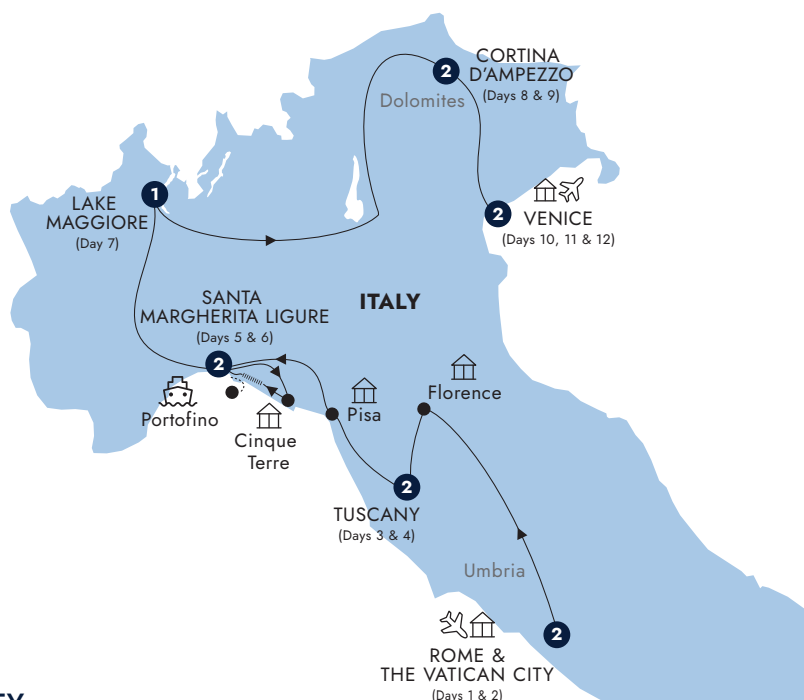 2
CORTINA
D'AMPEZZO
(Days 8 & 9)
Dolomites
1
LAKE
MAGGIORE
(Day 7)
2
VENICE
(Days 10, 11 & 12)
SANTA
MARGHERITA LIGURE
(Days 5 & 6)
ITALY
2
Portofino
Cinque
Terre
Pisa
Florence
2
TUSCANY
(Days 3 & 4)
Umbria
2
ROME &
THE VATICAN CITY
(Days 1 & 2)